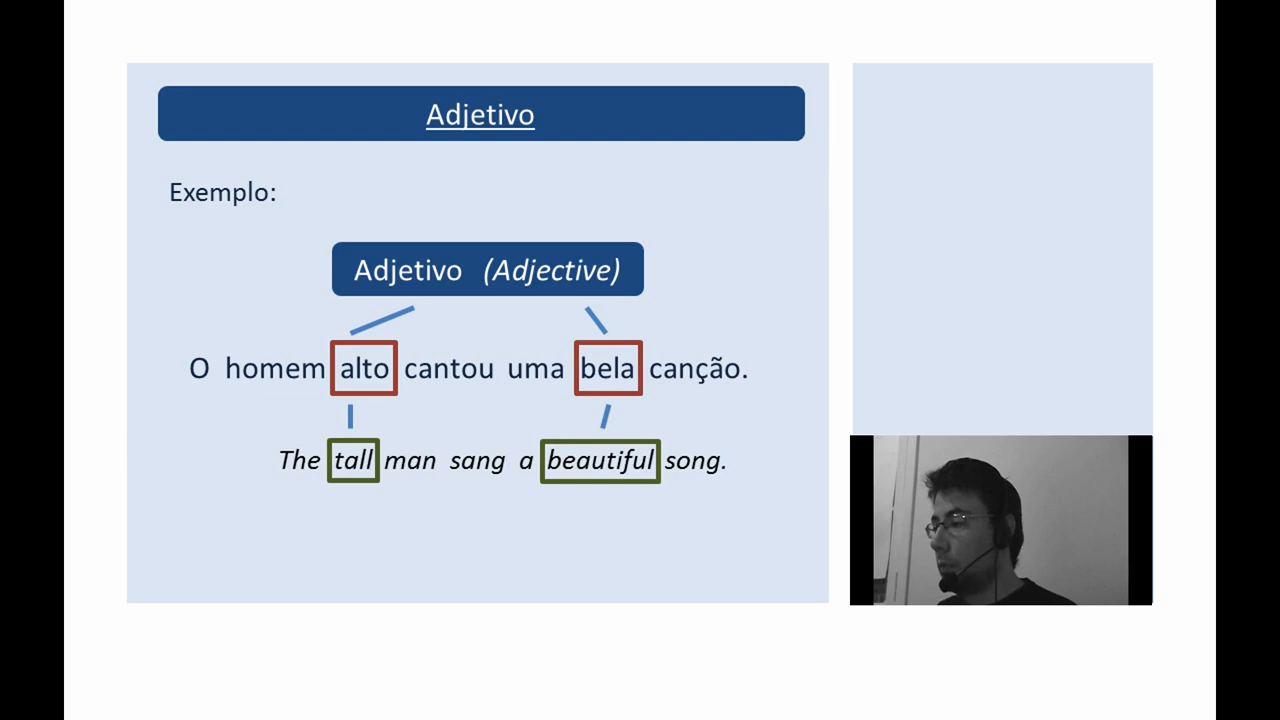 Adjetivo
Exemplo:
Adjetivo (Adjective)
O homem alto cantou uma bela canção.
The tall man sang a beautiful song.